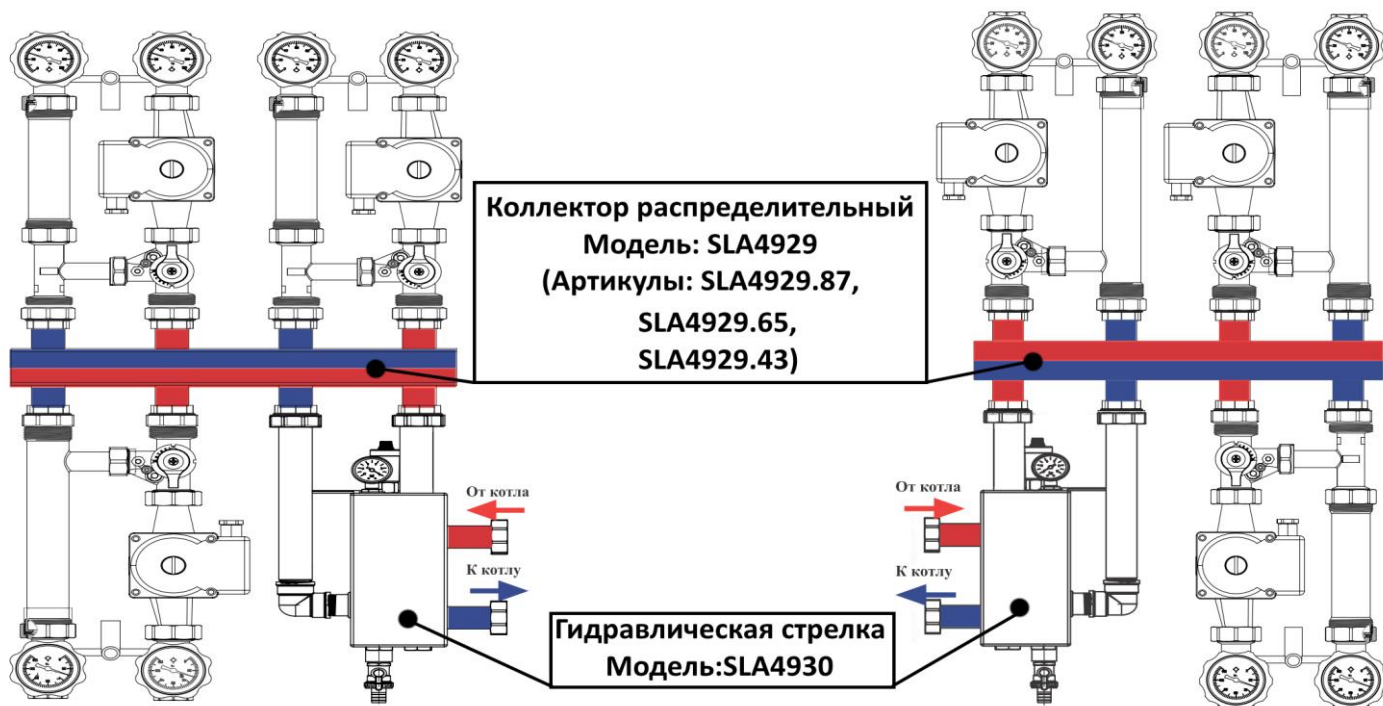 Коллектор распределительный
Модель: SLA4929
(Артикулы: SLA4929.87,
SLA4929.65,
SLA4929.43)
От котла
От котла
К котлу
К котлу
Гидравлическая стрелка
Модель:SLA4930